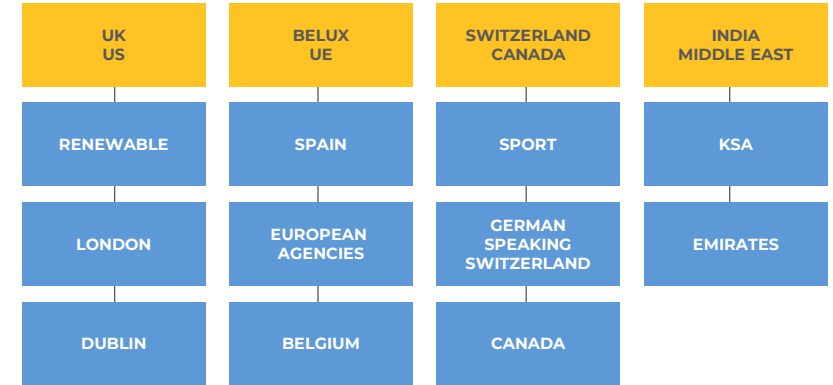 UK
US
BELUX
UE
SWITZERLAND
CANADA
INDIA
MIDDLE EAST
RENEWABLE
SPAIN
SPORT
KSA
LONDON
EUROPEAN
AGENCIES
GERMAN
SPEAKING
SWITZERLAND
EMIRATES
DUBLIN
BELGIUM
CANADA